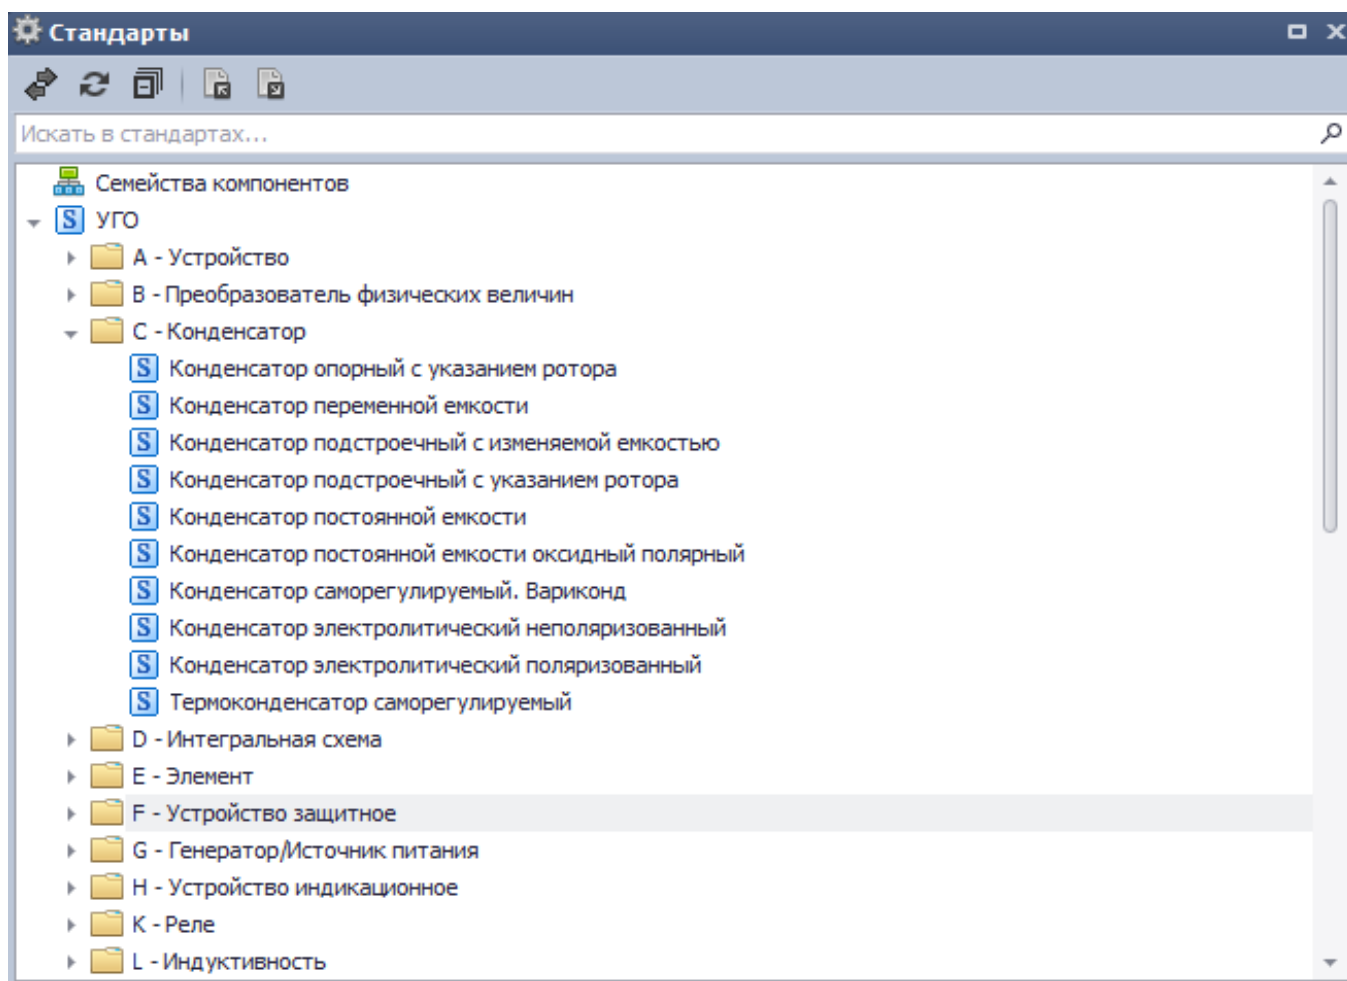 Стандарты
Искать в стандартах...
Семейства компонентов
S УГО
A - Устройство
B - Преобразователь физических величин
C - Конденсатор
S Конденсатор опорный с указанием ротора
S Конденсатор переменной емкости
S Конденсатор подстроечный с изменяемой емкостью
S Конденсатор подстроечный с указанием ротора
S Конденсатор постоянной емкости
S Конденсатор постоянной емкости оксидный полярный
S Конденсатор саморегулируемый. Вариконд
S Конденсатор электролитический неполяризованный
S Конденсатор электролитический поляризованный
S Термоконденсатор саморегулируемый
D - Интегральная схема
E - Элемент
F - Устройство защитное
G - Генератор/Источник питания
H - Устройство индикационное
K - Реле
L - Индуктивность